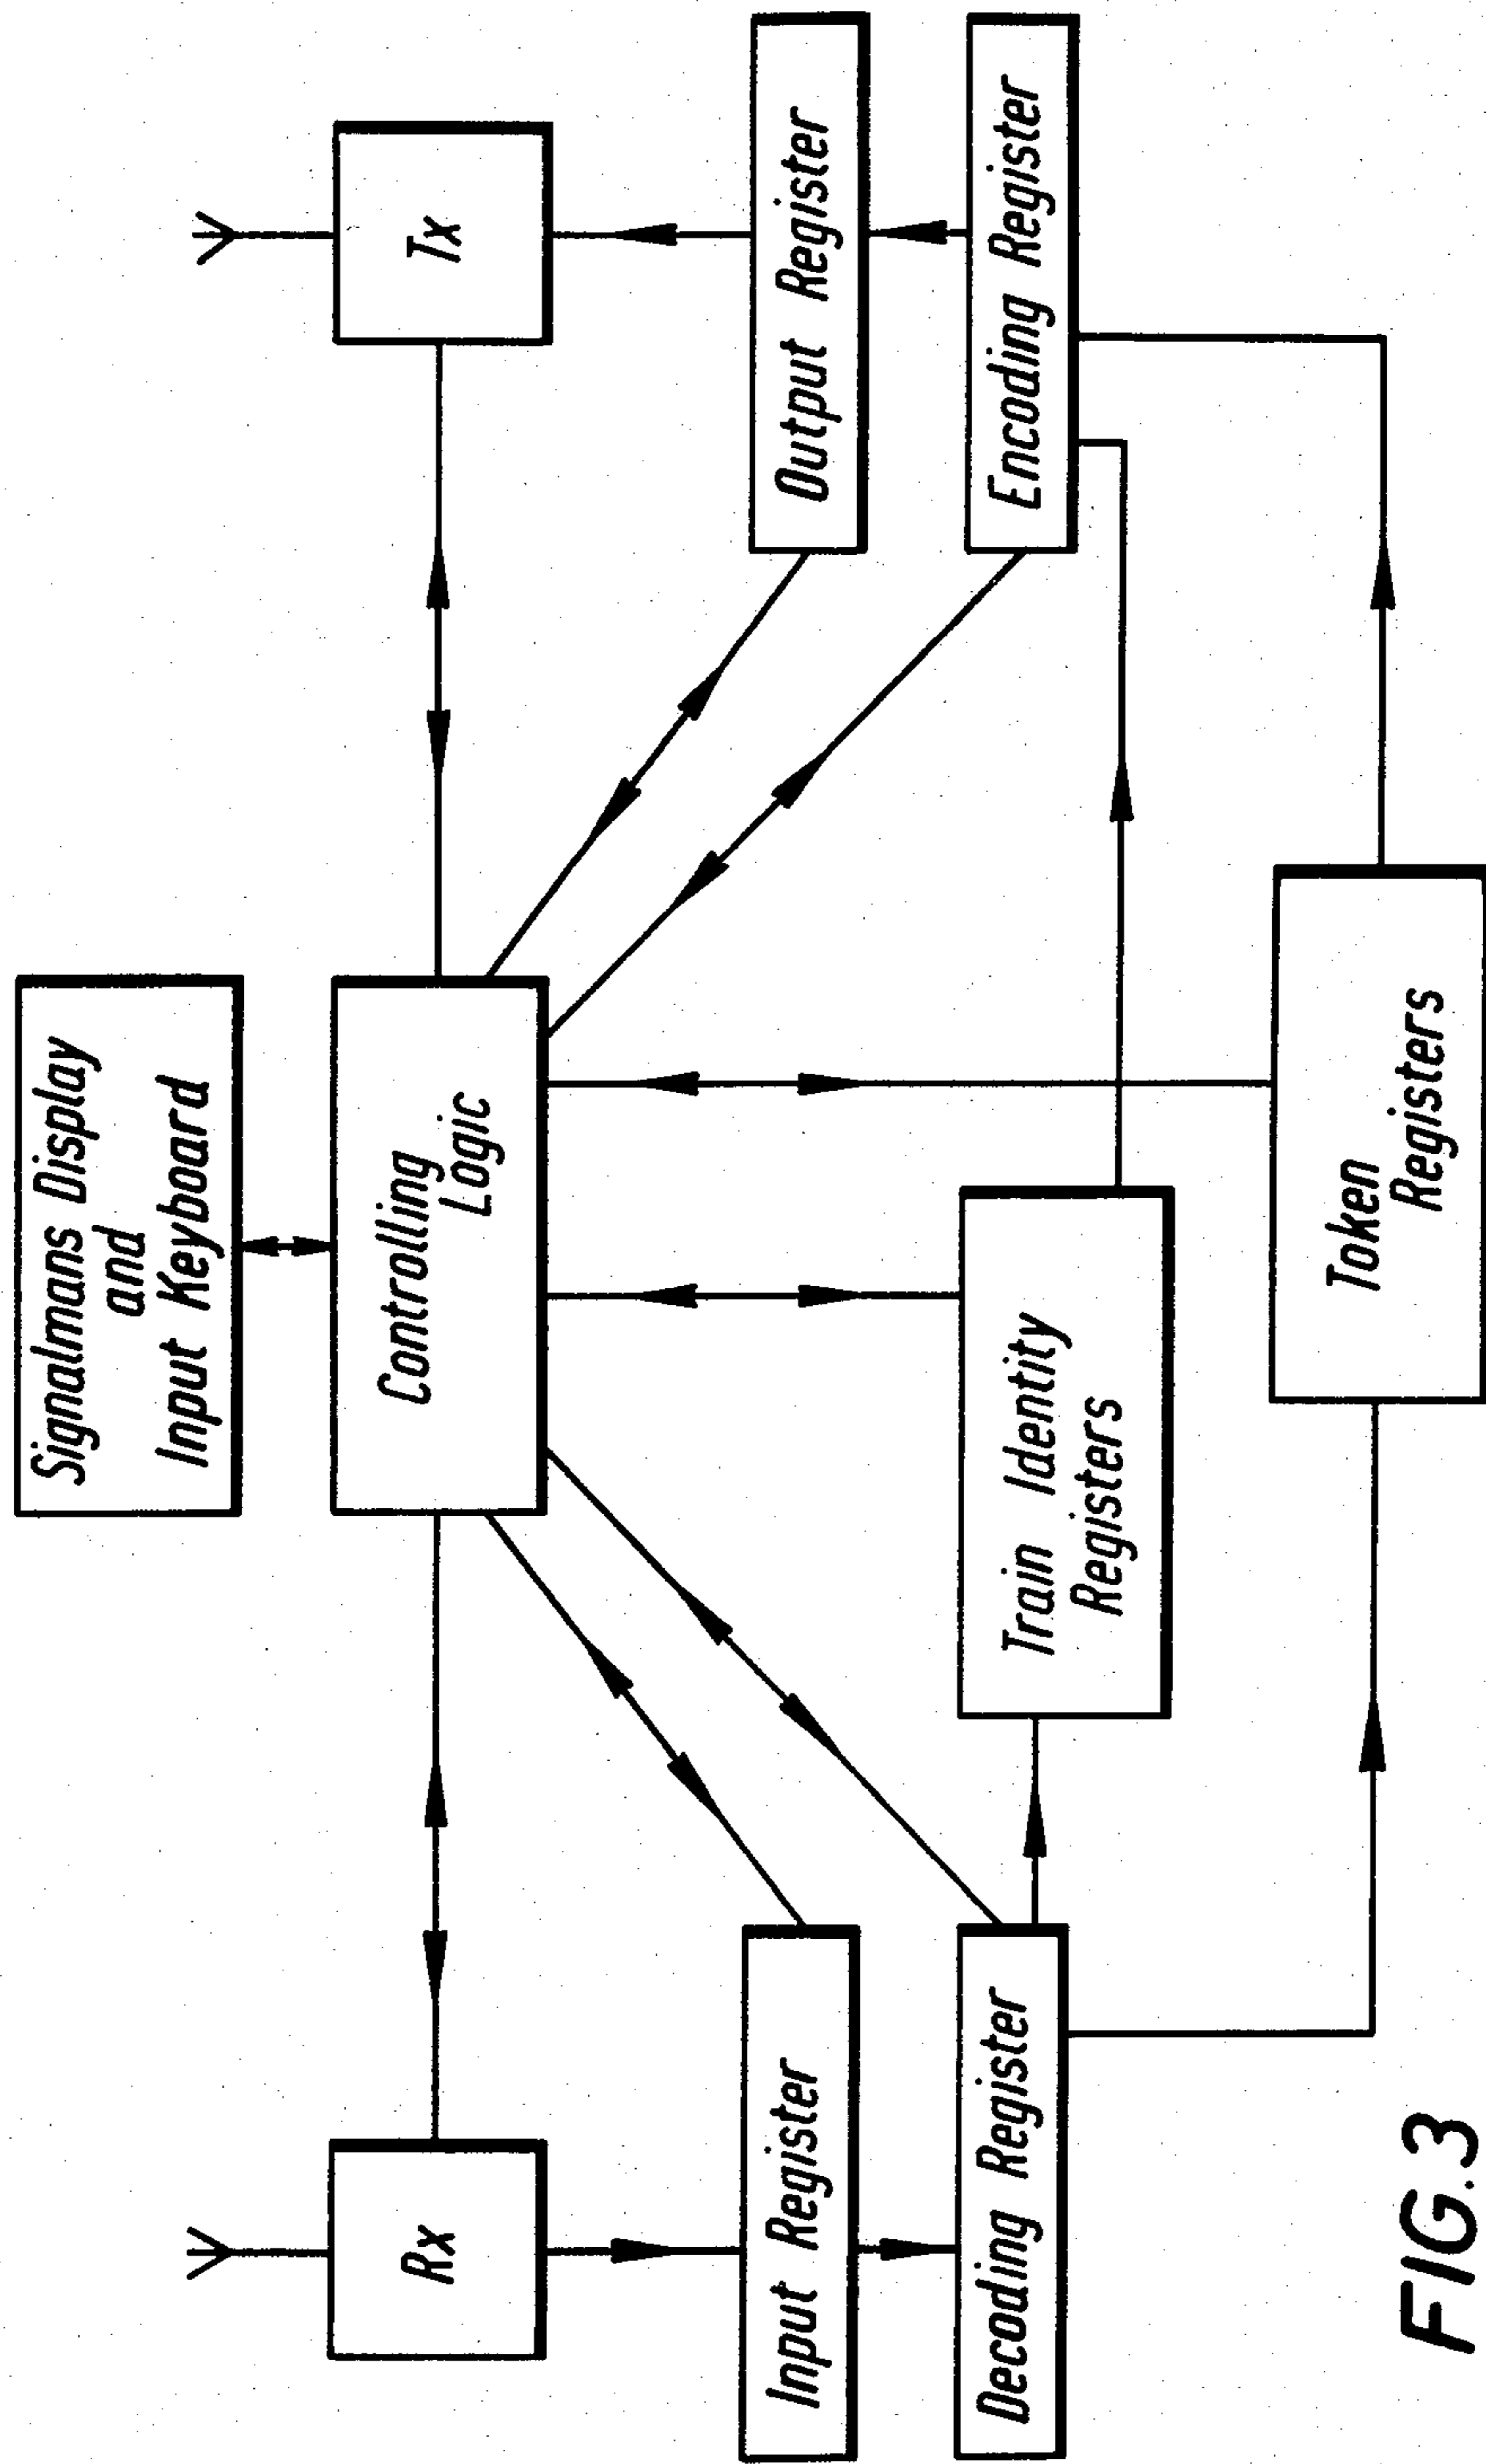 Signalmans Display
and
Input Keyboard
Rx
Controlling
Logic
Tx
Input Register
Output Register
Decoding Register
Train Identity
Registers
Encoding Register
Token
Registers
FIG.3